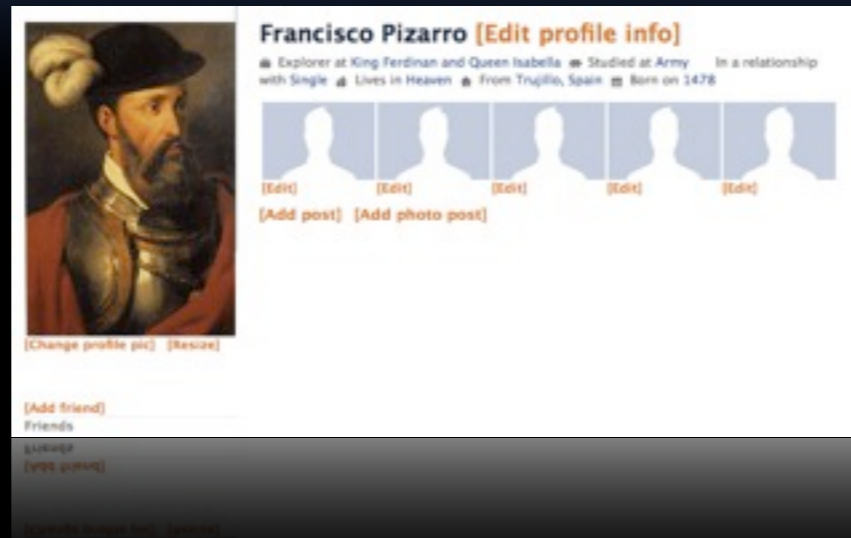 Francisco Pizarro [Edit profile info]
Explorer at King Ferdinan and Queen Isabella Studied at Army In a relationship
with Single Lives in Heaven From Trujillo, Spain Born on 1478
[Edit] [Edit] [Edit] [Edit] [Edit]
[Add post] [Add photo post]
[Change profile pic] [Resize]
[Add friend]
Friends